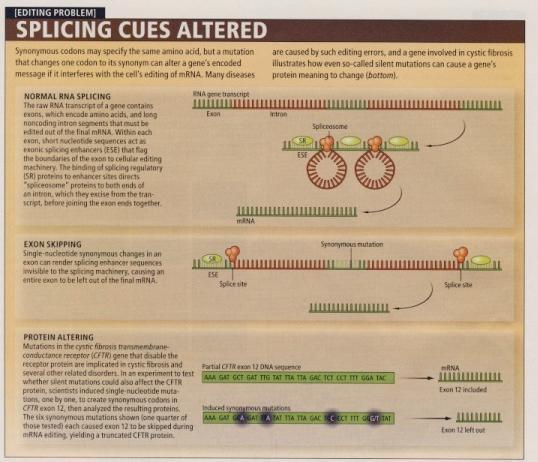 [EDITING PROBLEM]
SPLICING CUES ALTERED
Synonymous codons may specify the same amino acid, but a mutation
that changes one codon to its synonym can alter a gene's encoded
message if it interferes with the cell's editing of mRNA. Many diseases
are caused by such editing errors, and a gene involved in cystic fibrosis
illustrates how even so-called silent mutations can cause a gene's
protein meaning to change (bottom).
NORMAL RNA SPLICING
The raw RNA transcript of a gene contains
exons, which encode amino acids, and long
noncoding intron segments that must be
edited out of the final mRNA. Within each
exon, short nucleotide sequences act as
exonic splicing enhancers (ESE) that flag
the boundaries of the exon to cellular editing
machinery. The binding of splicing regulatory
(SR) proteins to enhancer sites directs
"spliceosome" proteins to both ends of
an intron, which they excise from the tran-
script, before joining the exon ends together.
RNA gene transcript
Exon
Intron
Spliceosome
SR
ESE
mRNA
EXON SKIPPING
Single-nucleotide synonymous changes in an
exon can render splicing enhancer sequences
invisible to the splicing machinery, causing an
entire exon to be left out of the final mRNA.
Synonymous mutation
SR
ESE
Splice site
Splice site
PROTEIN ALTERING
Mutations in the cystic fibrosis transmembrane-
conductance receptor (CFTR) gene that disable the
receptor protein are implicated in cystic fibrosis and
several other related disorders. In an experiment to test
whether silent mutations could also affect the CFTR
protein, scientists induced single-nucleotide muta-
tions, one by one, to create synonymous codons in
CFTR exon 12, then analyzed the resulting proteins.
The six synonymous mutations shown (one quarter of
those tested) each caused exon 12 to be skipped during
mRNA editing, yielding a truncated CFTR protein.
Partial CFTR exon 12 DNA sequence
AAA GAT GCT GAT TTG TAT TTA TTA GAC TCT CCT TTT GGA TAC
mRNA
Exon 12 included
Induced synonymous mutations
AAA GAT GCA GAT TAT TTA TTA GAC CCT TTT TAT
Exon 12 left out